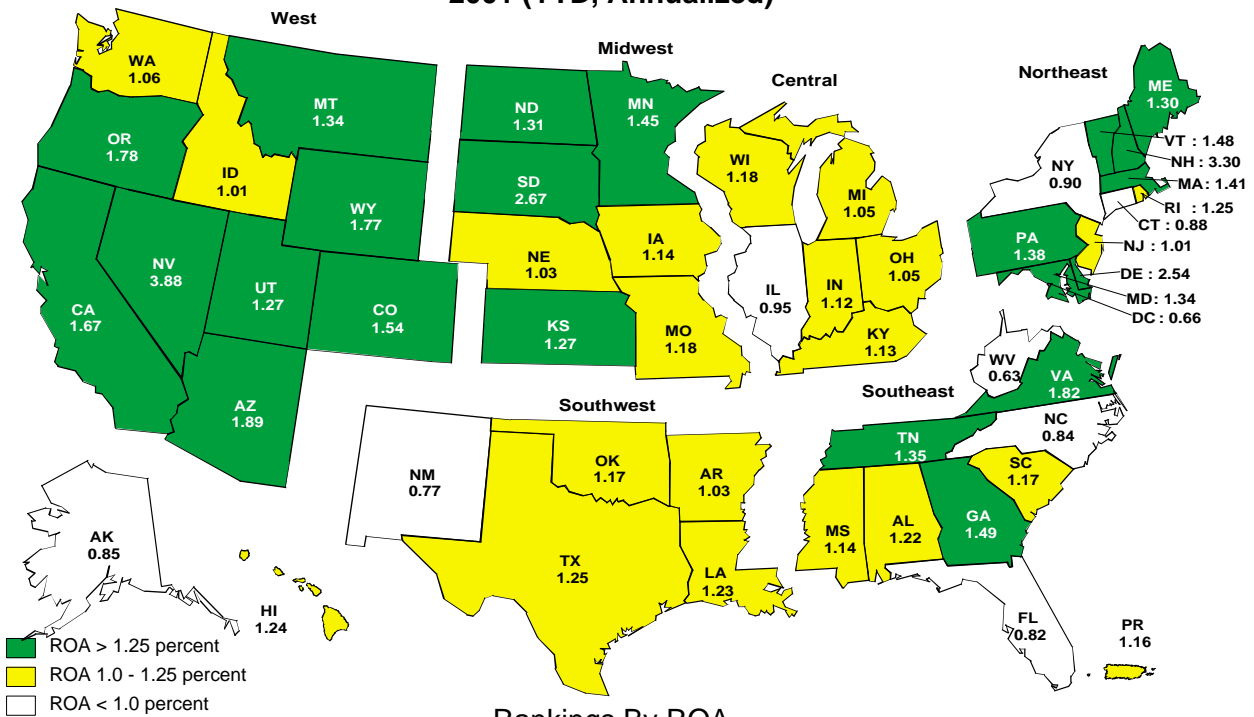 2001 (YTD, Annualized)
West
Midwest
Central
Northeast
WA
1.06
MT
1.34
OR
1.78
ID
1.01
WY
1.77
NV
3.88
UT
1.27
CO
1.54
CA
1.67
AZ
1.89
ND
1.31
MN
1.45
SD
2.67
NE
1.03
IA
1.14
KS
1.27
MO
1.18
WI
1.18
MI
1.05
IL
0.95
IN
1.12
OH
1.05
KY
1.13
ME
1.30
VT : 1.48
NH : 3.30
MA : 1.41
RI : 1.25
CT : 0.88
NJ : 1.01
DE : 2.54
MD: 1.34
DC : 0.66
NY
0.90
PA
1.38
Southwest
Southeast
NM
0.77
OK
1.17
AR
1.03
TX
1.25
LA
1.23
WV
0.63
VA
1.82
NC
0.84
TN
1.35
SC
1.17
MS
1.14
AL
1.22
GA
1.49
FL
0.82
PR
1.16
AK
0.85
HI
1.24
ROA > 1.25 percent
ROA 1.0 - 1.25 percent
ROA < 1.0 percent
Rankings By ROA